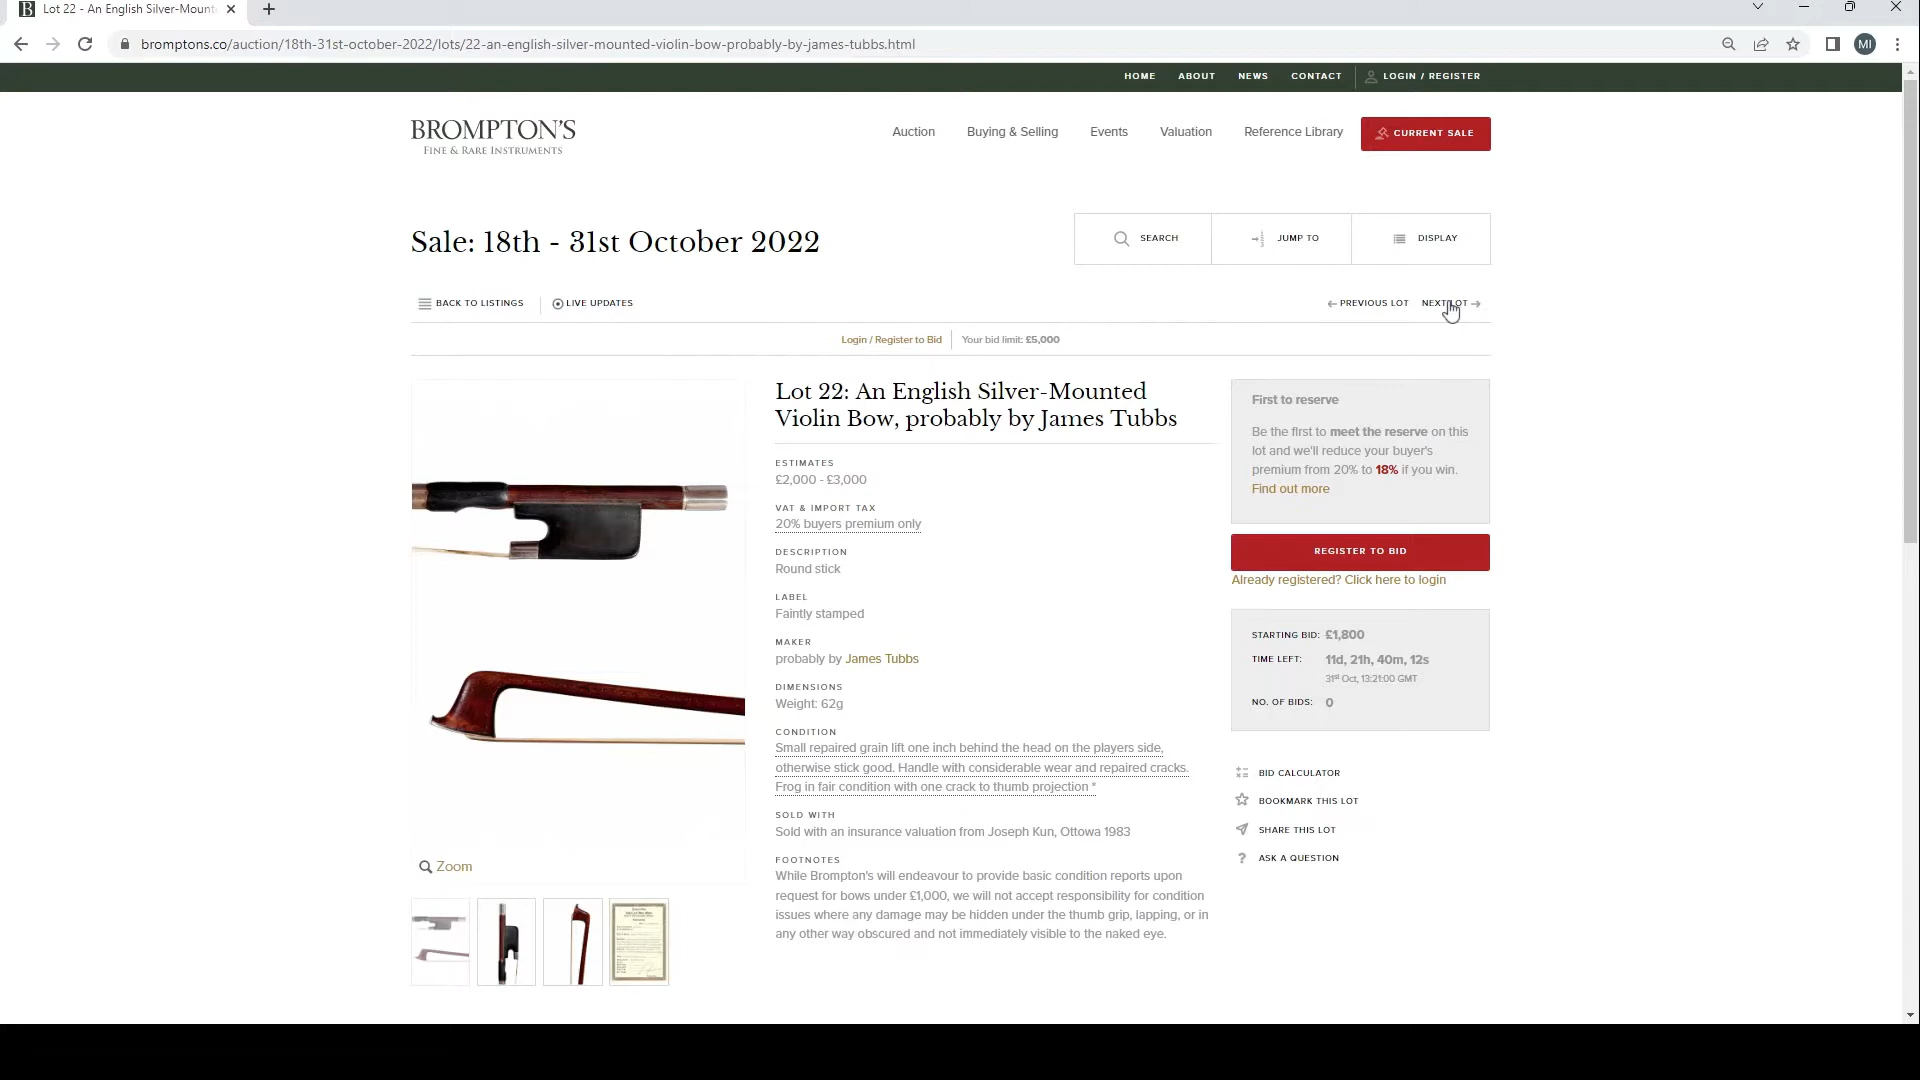 Lot 22 - An English Silver-Mount
bromptons.co/auction/18th-31st-october-2022/lots/22-an-english-silver-mounted-violin-bow-probably-by-james-tubbs.html
MI
HOME ABOUT NEWS CONTACT LOGIN / REGISTER
BROMPTON'S
FINE & RARE INSTRUMENTS
Auction Buying & Selling Events Valuation Reference Library CURRENT SALE
Sale: 18th - 31st October 2022
SEARCH JUMP TO DISPLAY
BACK TO LISTINGS LIVE UPDATES
PREVIOUS LOT NEXT LOT
Login / Register to Bid Your bid limit: £5,000
Lot 22: An English Silver-Mounted
Violin Bow, probably by James Tubbs
ESTIMATES
£2,000 - £3,000
VAT & IMPORT TAX
20% buyers premium only
DESCRIPTION
Round stick
LABEL
Faintly stamped
MAKER
probably by James Tubbs
DIMENSIONS
Weight: 62g
CONDITION
Small repaired grain lift one inch behind the head on the players side,
otherwise stick good. Handle with considerable wear and repaired cracks.
Frog in fair condition with one crack to thumb projection *
SOLD WITH
Sold with an insurance valuation from Joseph Kun, Ottowa 1983
FOOTNOTES
While Brompton's will endeavour to provide basic condition reports upon
request for bows under £1,000, we will not accept responsibility for condition
issues where any damage may be hidden under the thumb grip, lapping, or in
any other way obscured and not immediately visible to the naked eye.
First to reserve
Be the first to meet the reserve on this
lot and we'll reduce your buyer's
premium from 20% to 18% if you win.
Find out more
REGISTER TO BID
Already registered? Click here to login
STARTING BID: £1,800
TIME LEFT: 11d, 21h, 40m, 12s
31st Oct, 13:21:00 GMT
NO. OF BIDS: 0
BID CALCULATOR
BOOKMARK THIS LOT
SHARE THIS LOT
ASK A QUESTION
Zoom